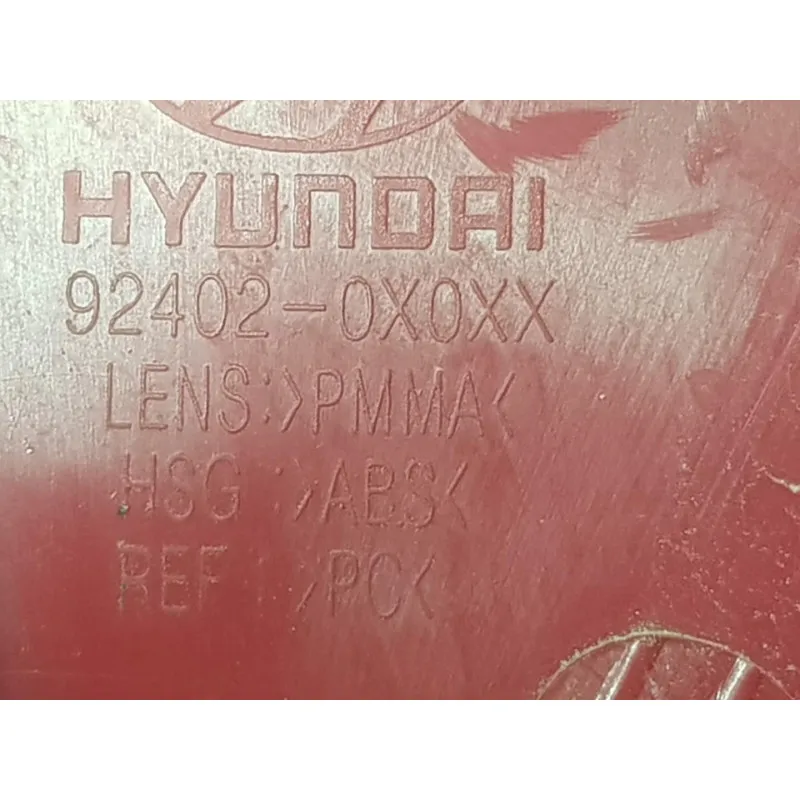 HYUNDAI
92402-0X0XX
LENS:>PMMA<
HSG :>ABS<
REF :>PC<